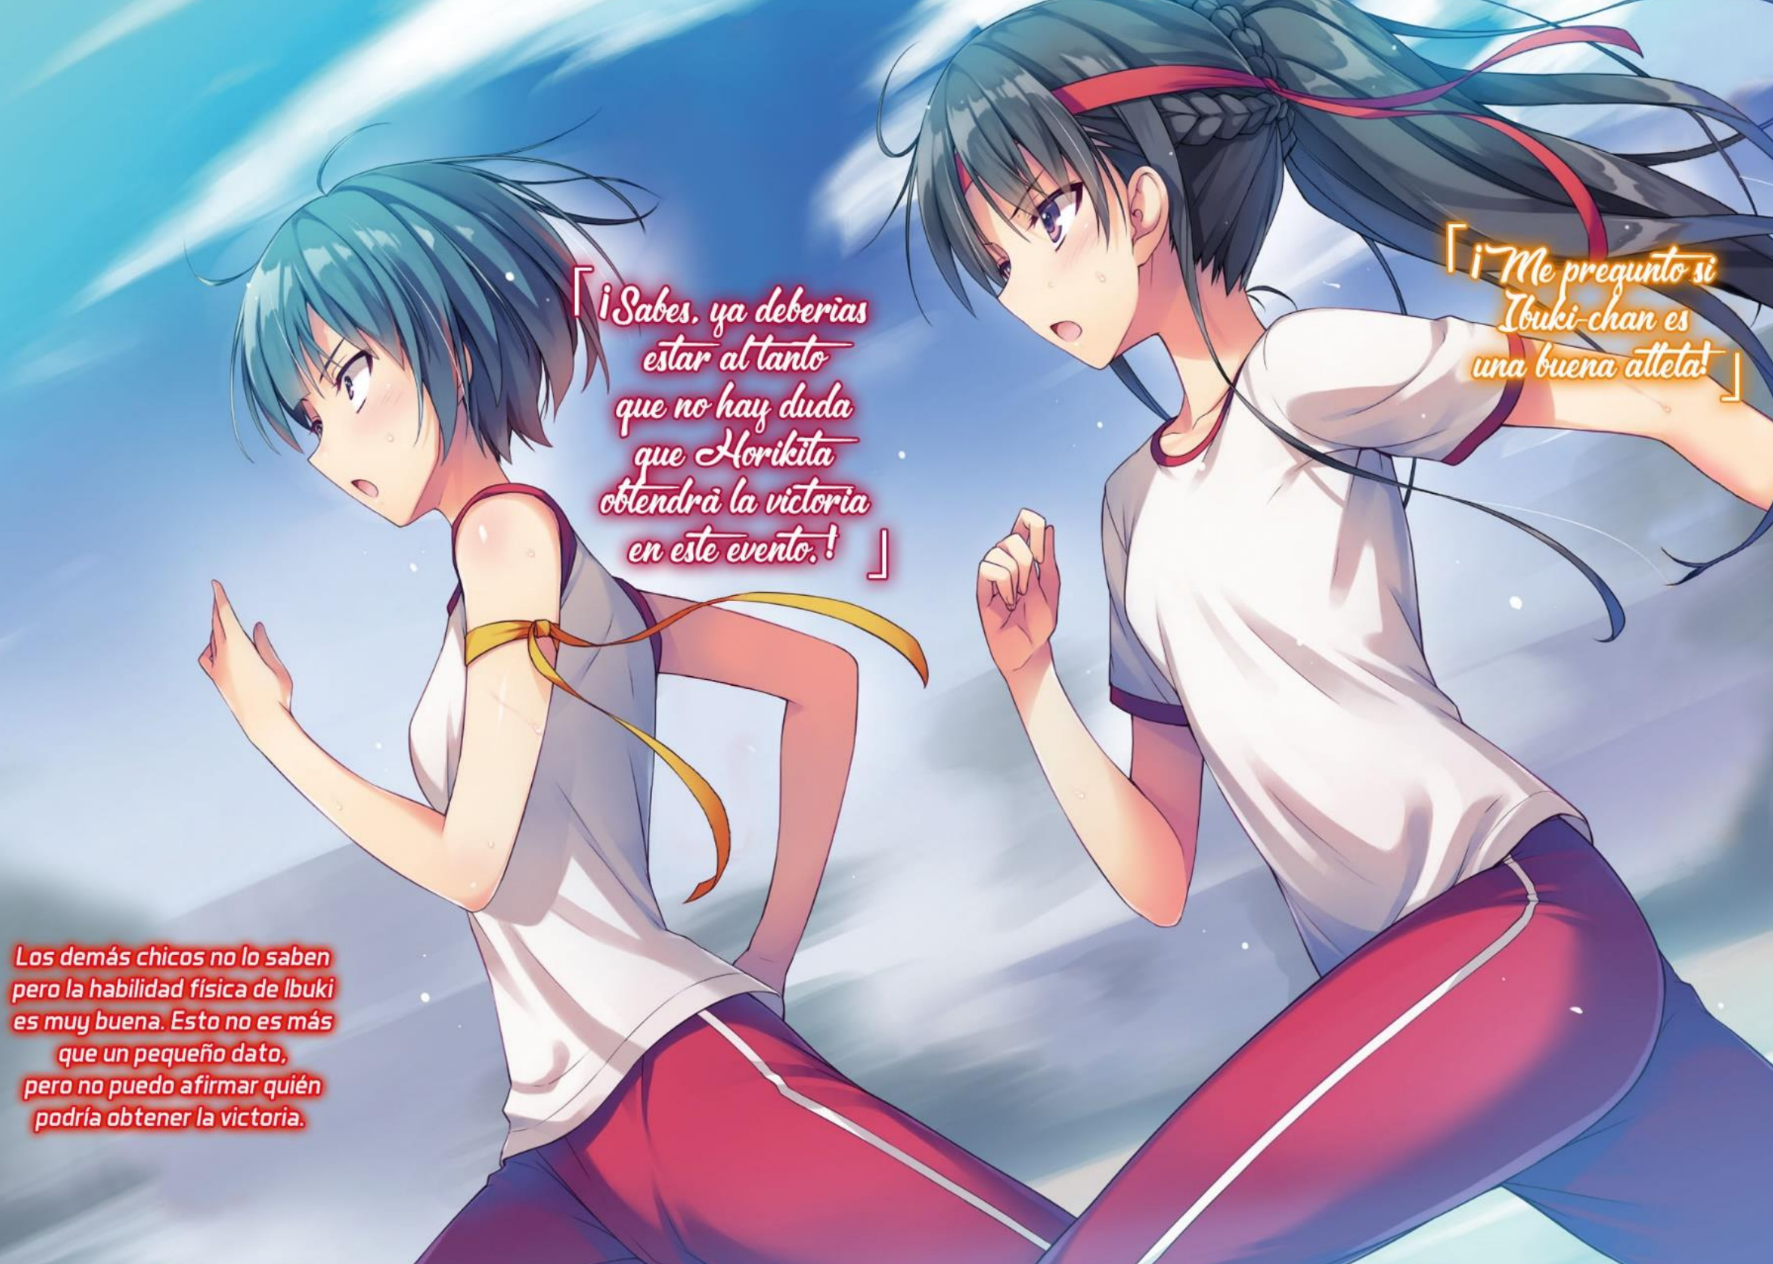 「¡Me pregunto si
Ibuki-chan es
una buena atleta!」
「¡Sabes, ya deberias
estar al tanto
que no hay duda
que Horikita
obtendrá la victoria
en este evento.!」
Los demás chicos no lo saben
pero la habilidad física de Ibuki
es muy buena. Esto no es más
que un pequeño dato,
pero no puedo afirmar quién
podría obtener la victoria.